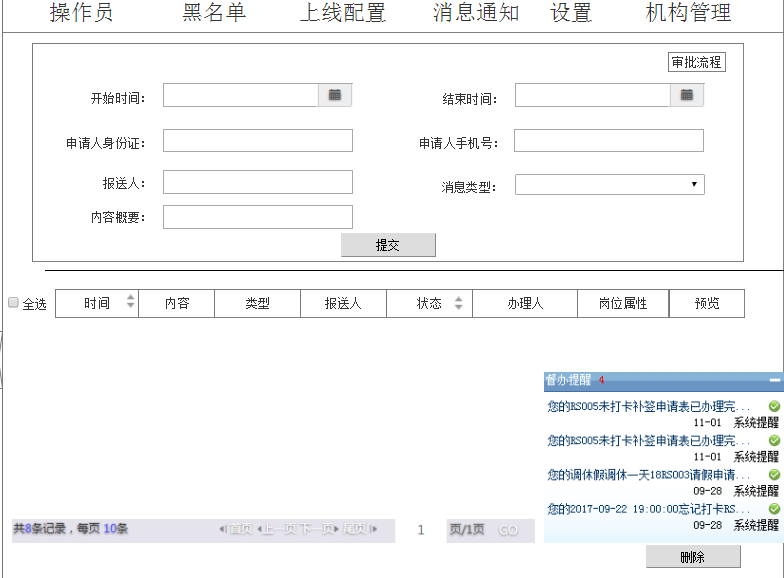 操作员 黑名单 上线配置 消息通知 设置 机构管理
审批流程
开始时间： 结束时间：
申请人身份证： 申请人手机号：
报送人： 消息类型：
内容概要：
提交
全选 时间 内容 类型 报送人 状态 办理人 岗位属性 预览
督办提醒 4
您的RS005未打卡补签申请表已办理完...
11-01 系统提醒
您的RS005未打卡补签申请表已办理完...
11-01 系统提醒
您的调休假调休一天18RS003请假申请...
09-28 系统提醒
您的2017-09-22 19:00:00忘记打卡RS...
09-28 系统提醒
共8条记录，每页 10条 首页 上一页 下一页 尾页 1 页/1页 GO
删除